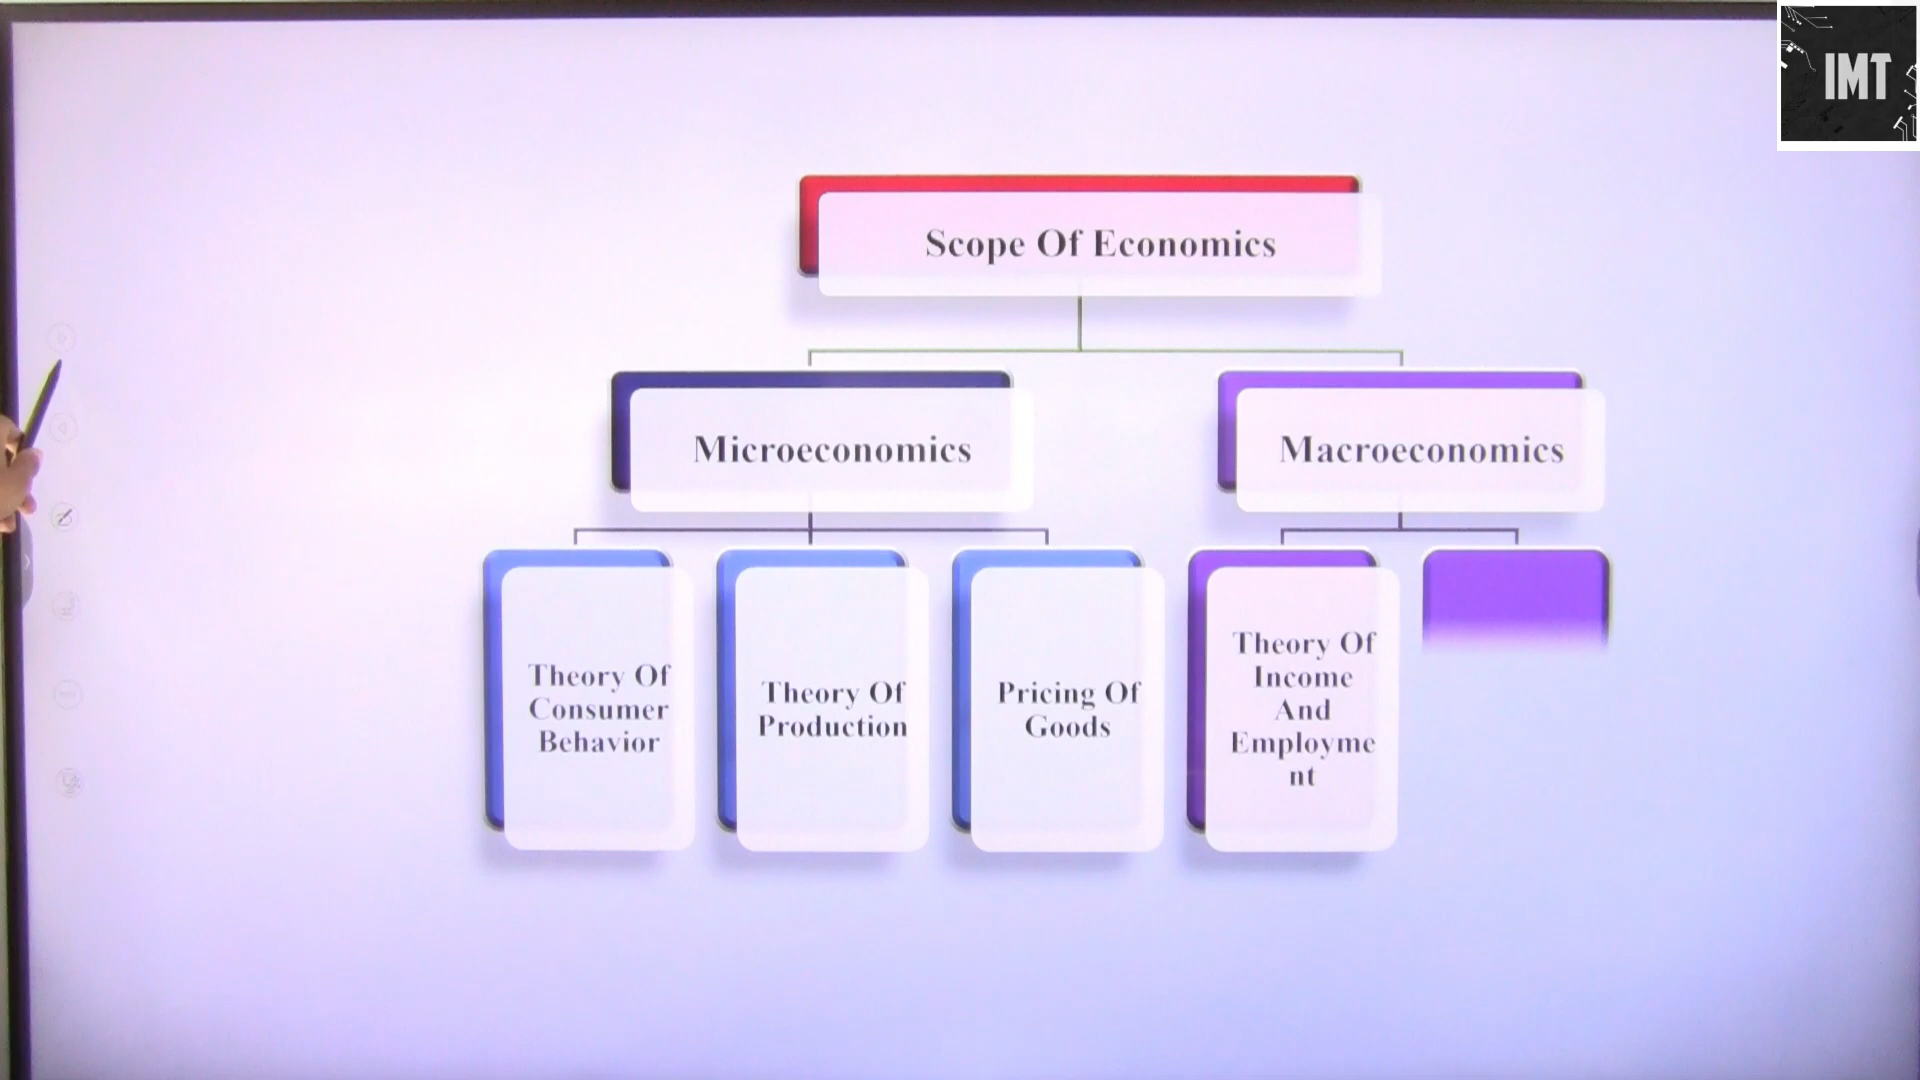 IMT
Scope Of Economics
Microeconomics
Macroeconomics
Theory Of
Consumer
Behavior
Theory Of
Production
Pricing Of
Goods
Theory Of
Income
And
Employme
nt